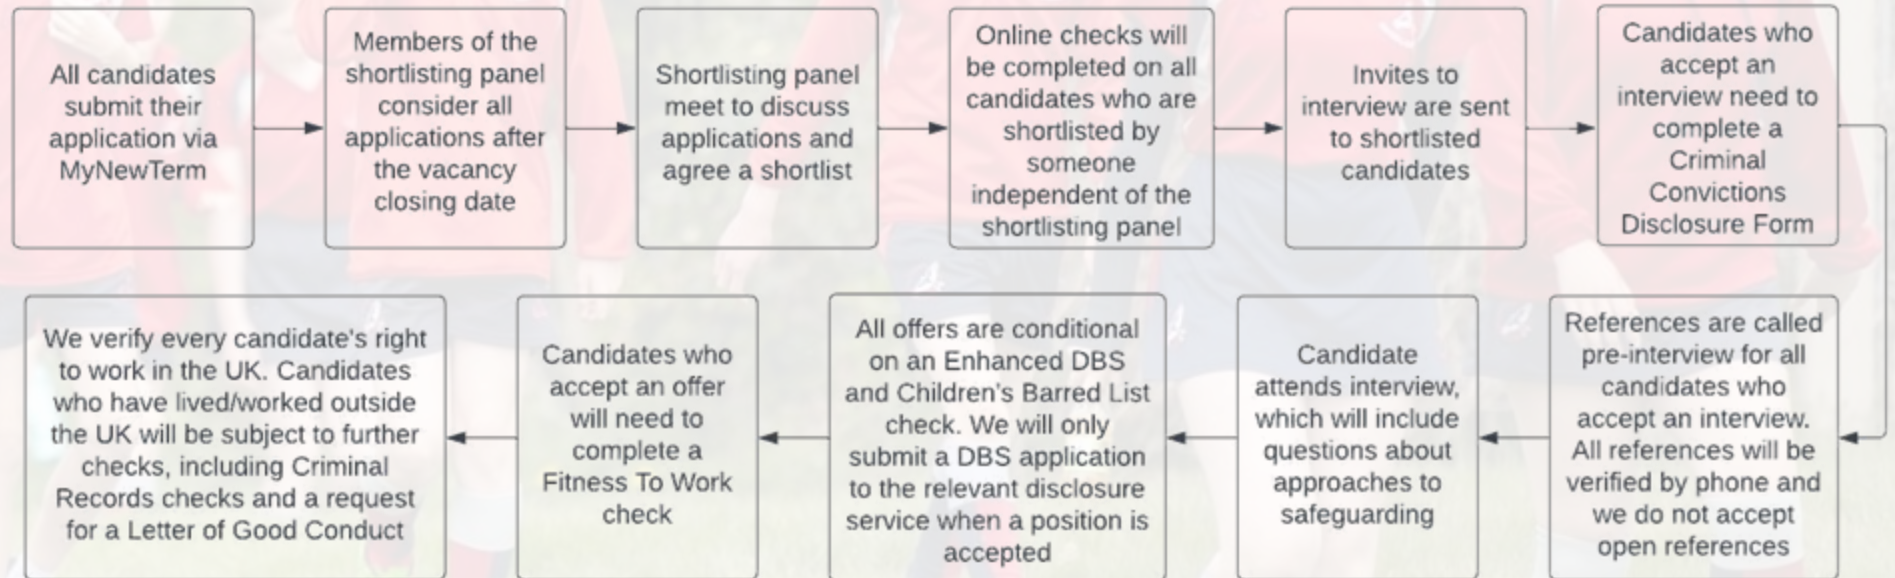 All candidates
submit their
application via
MyNewTerm
Members of the
shortlisting panel
consider all
applications after
the vacancy
closing date
Shortlisting panel
meet to discuss
applications and
agree a shortlist
Online checks will
be completed on all
candidates who are
shortlisted by
someone
independent of the
shortlisting panel
Invites to
interview are sent
to shortlisted
candidates
Candidates who
accept an
interview need to
complete a
Criminal
Convictions
Disclosure Form
References are called
pre-interview for all
candidates who
accept an interview.
All references will be
verified by phone and
we do not accept
open references
Candidate
attends interview,
which will include
questions about
approaches to
safeguarding
All offers are conditional
on an Enhanced DBS
and Children's Barred List
check. We will only
submit a DBS application
to the relevant disclosure
service when a position is
accepted
Candidates who
accept an offer
will need to
complete a
Fitness To Work
check
We verify every candidate's right
to work in the UK. Candidates
who have lived/worked outside
the UK will be subject to further
checks, including Criminal
Records checks and a request
for a Letter of Good Conduct